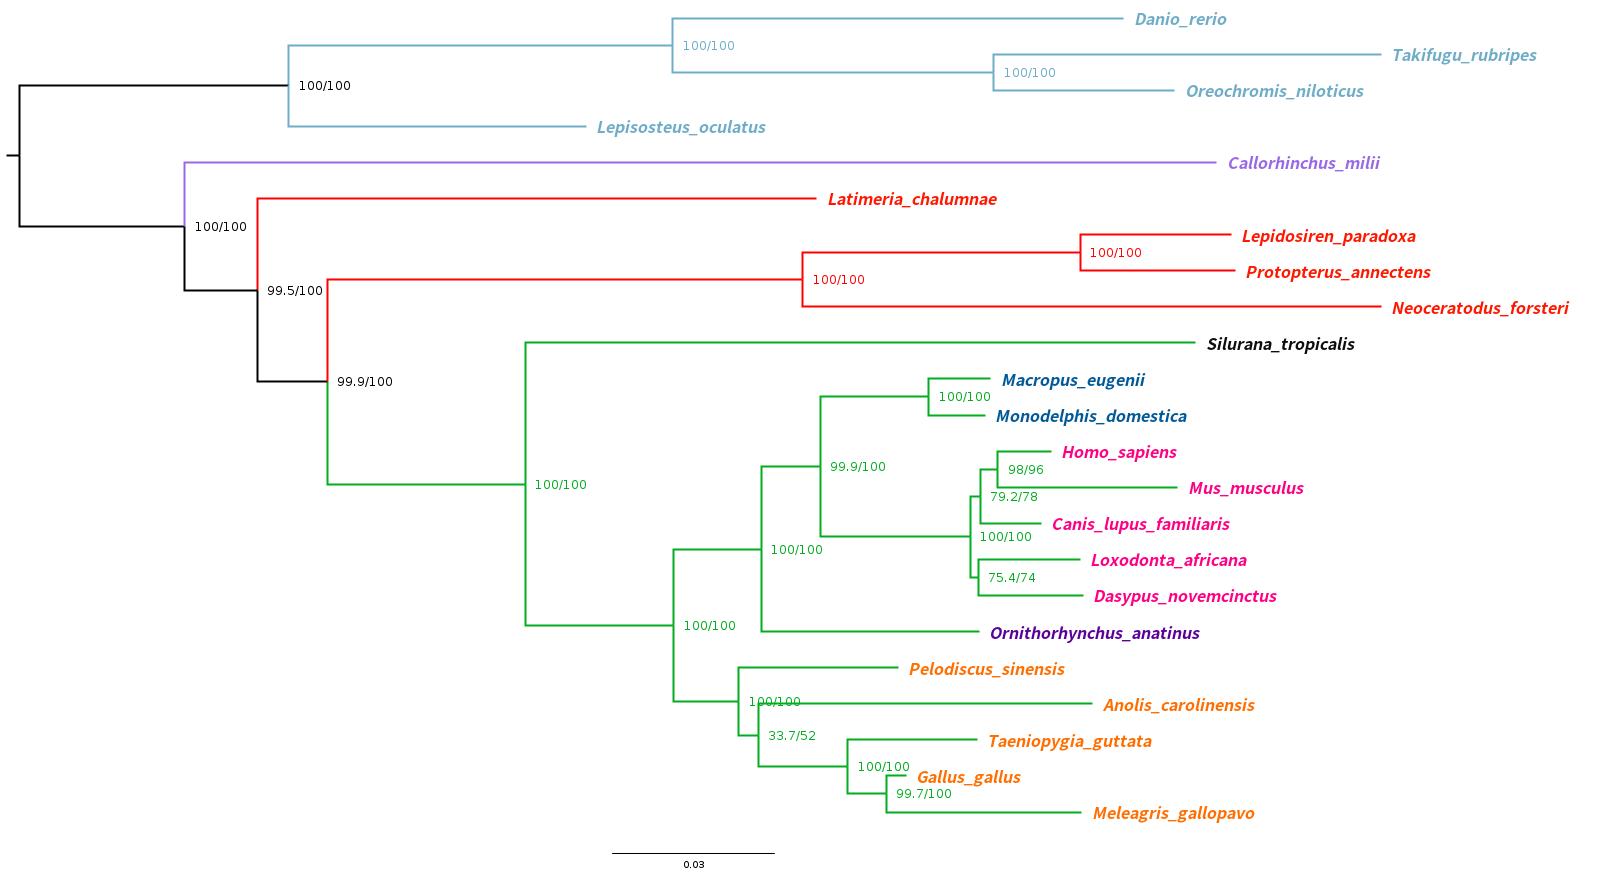 Danio_rerio
100/100
Takifugu_rubripes
100/100
Oreochromis_niloticus
100/100
Lepisosteus_oculatus
Callorhinchus_milii
Latimeria_chalumnae
100/100
Lepidosiren_paradoxa
100/100
Protopterus_annectens
100/100
99.5/100
Neoceratodus_forsteri
Silurana_tropicalis
Macropus_eugenii
99.9/100
100/100
Monodelphis_domestica
Homo_sapiens
99.9/100
98/96
100/100
Mus_musculus
79.2/78
Canis_lupus_familiaris
100/100
100/100
Loxodonta_africana
75.4/74
Dasypus_novemcinctus
100/100
Ornithorhynchus_anatinus
Pelodiscus_sinensis
100/100
Anolis_carolinensis
33.7/52
Taeniopygia_guttata
100/100
Gallus_gallus
99.7/100
Meleagris_gallopavo
0.03